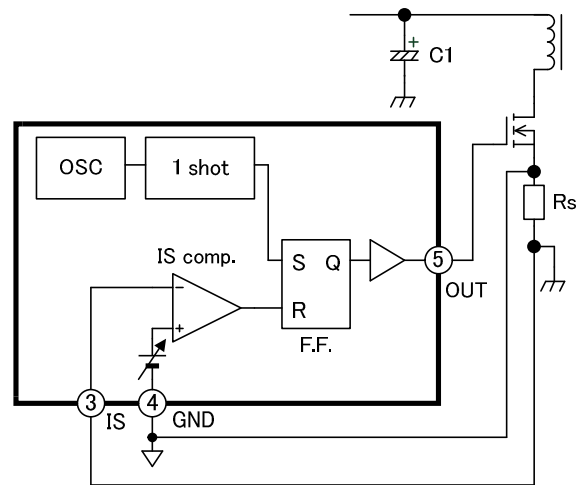 +
C1
OSC
1 shot
Rs
IS comp.
S Q
5
OUT
−
R
+
F.F.
3
4
IS
GND